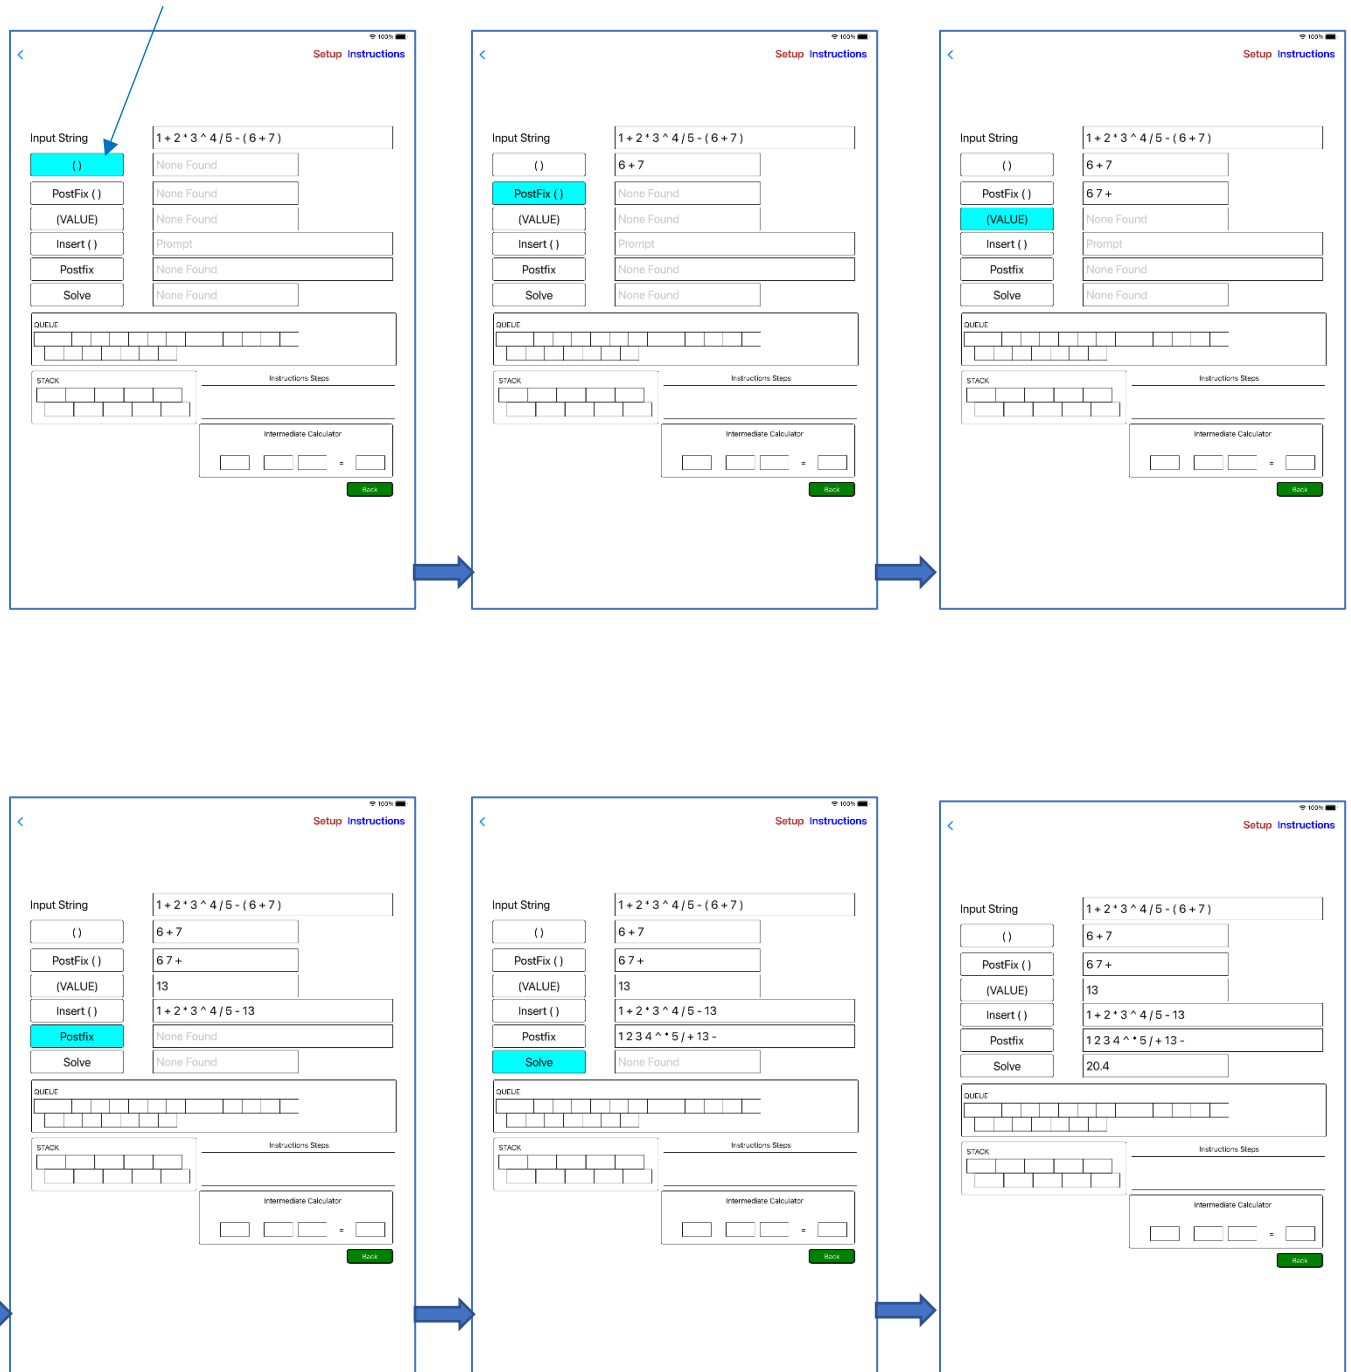 100%
Setup Instructions
Input String 1 + 2 * 3 ^ 4 / 5 - ( 6 + 7 )
( ) None Found
PostFix ( ) None Found
(VALUE) None Found
Insert ( ) Prompt
Postfix None Found
Solve None Found
QUEUE
STACK
Instructions Steps
Intermediate Calculator
=
Back
100%
Setup Instructions
Input String 1 + 2 * 3 ^ 4 / 5 - ( 6 + 7 )
( ) 6 + 7
PostFix ( ) None Found
(VALUE) None Found
Insert ( ) Prompt
Postfix None Found
Solve None Found
QUEUE
STACK
Instructions Steps
Intermediate Calculator
=
Back
100%
Setup Instructions
Input String 1 + 2 * 3 ^ 4 / 5 - ( 6 + 7 )
( ) 6 + 7
PostFix ( ) 6 7 +
(VALUE) None Found
Insert ( ) Prompt
Postfix None Found
Solve None Found
QUEUE
STACK
Instructions Steps
Intermediate Calculator
=
Back
100%
Setup Instructions
Input String 1 + 2 * 3 ^ 4 / 5 - ( 6 + 7 )
( ) 6 + 7
PostFix ( ) 6 7 +
(VALUE) 13
Insert ( ) 1 + 2 * 3 ^ 4 / 5 - 13
Postfix None Found
Solve None Found
QUEUE
STACK
Instructions Steps
Intermediate Calculator
=
Back
100%
Setup Instructions
Input String 1 + 2 * 3 ^ 4 / 5 - ( 6 + 7 )
( ) 6 + 7
PostFix ( ) 6 7 +
(VALUE) 13
Insert ( ) 1 + 2 * 3 ^ 4 / 5 - 13
Postfix 1 2 3 4 ^ * 5 / + 13 -
Solve None Found
QUEUE
STACK
Instructions Steps
Intermediate Calculator
=
Back
100%
Setup Instructions
Input String 1 + 2 * 3 ^ 4 / 5 - ( 6 + 7 )
( ) 6 + 7
PostFix ( ) 6 7 +
(VALUE) 13
Insert ( ) 1 + 2 * 3 ^ 4 / 5 - 13
Postfix 1 2 3 4 ^ * 5 / + 13 -
Solve 20.4
QUEUE
STACK
Instructions Steps
Intermediate Calculator
=
Back